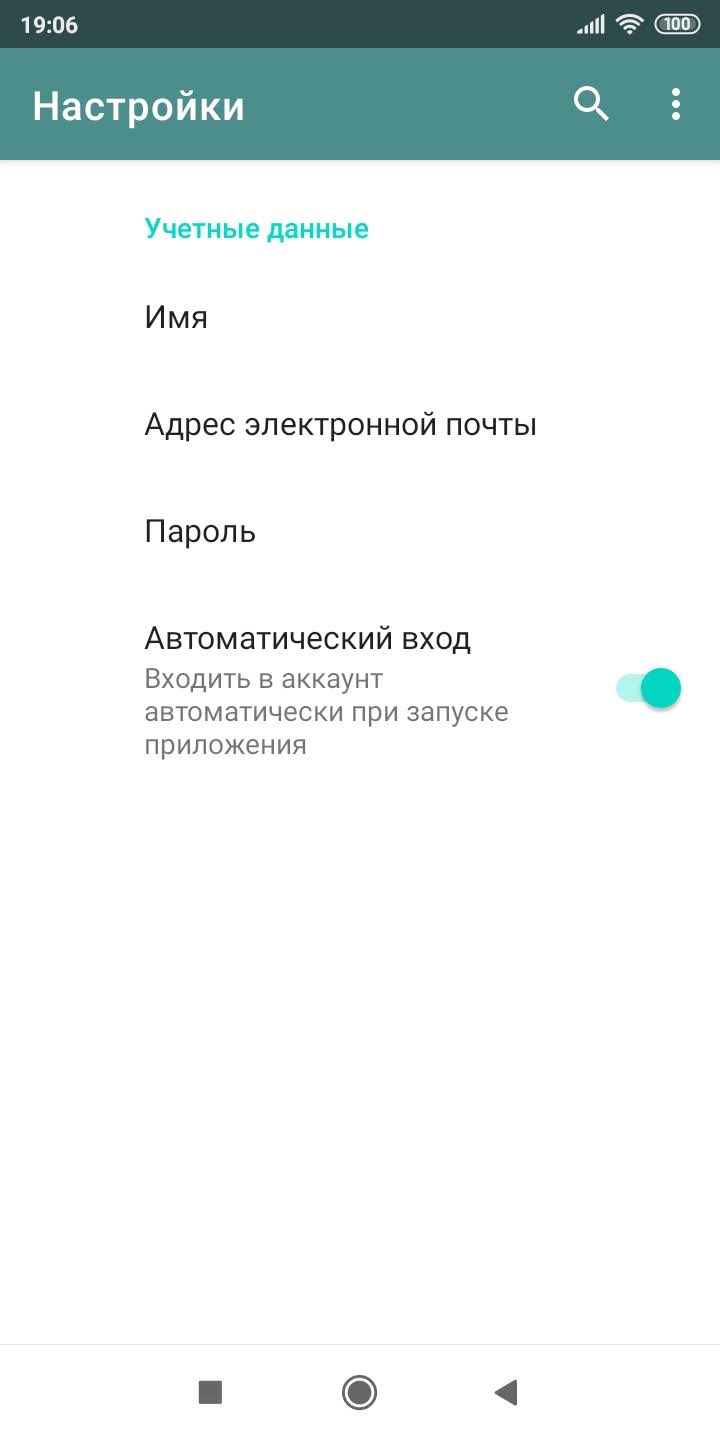 19:06
100
Настройки
Учетные данные
Имя
Адрес электронной почты
Пароль
Автоматический вход
Входить в аккаунт
автоматически при запуске
приложения